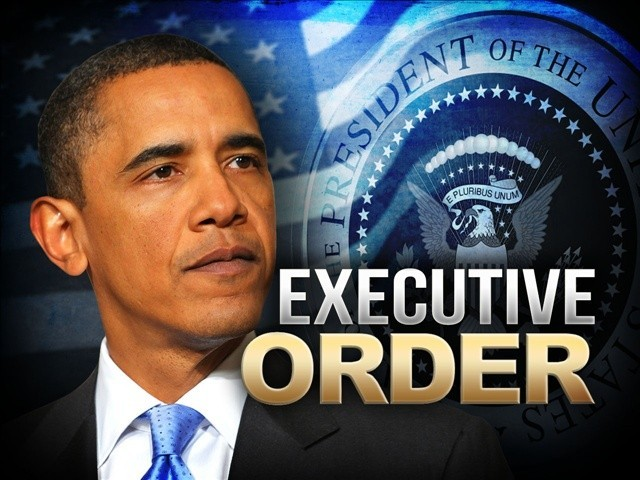 PRESIDENT OF THE UN
E PLURIBUS UNUM
EXECUTIVE
ORDER